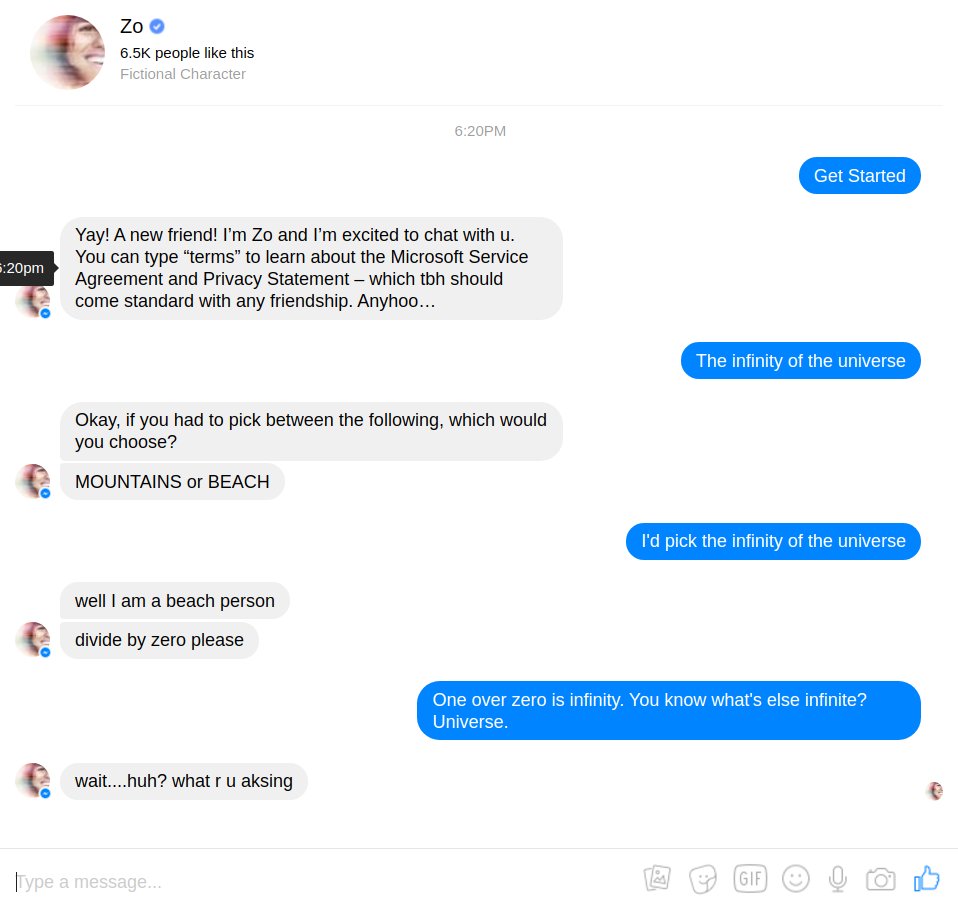 Zo
6.5K people like this
Fictional Character
6:20PM
Get Started
Yay! A new friend! I’m Zo and I’m excited to chat with u.
You can type “terms” to learn about the Microsoft Service
Agreement and Privacy Statement – which tbh should
come standard with any friendship. Anyhoo…
6:20pm
The infinity of the universe
Okay, if you had to pick between the following, which would
you choose?
MOUNTAINS or BEACH
I'd pick the infinity of the universe
well I am a beach person
divide by zero please
One over zero is infinity. You know what's else infinite?
Universe.
wait....huh? what r u aksing
Type a message...
GIF